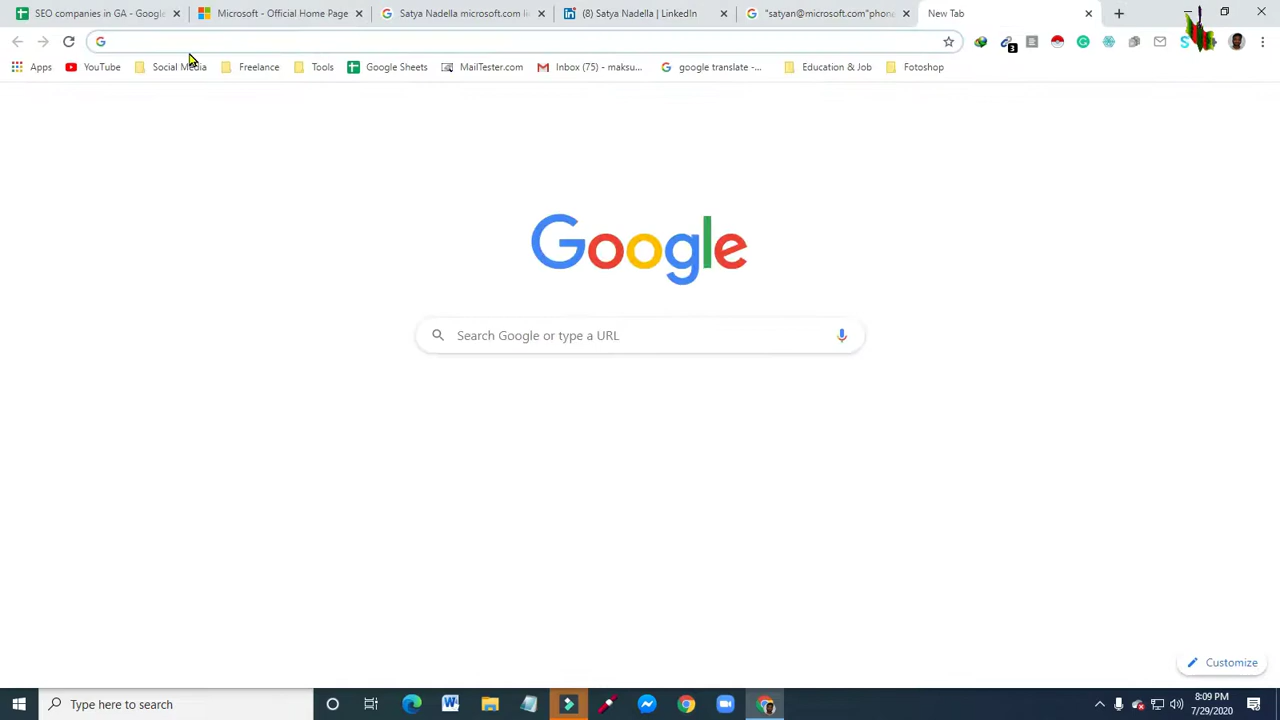 SEO companies in GA - Google
Microsoft - Official Home Page
Satya Nadella microsoft.com li
(8) Satya Nadella | LinkedIn
"satyan@microsoft.com"phone
New Tab
3
Apps
YouTube
Social Media
Freelance
Tools
Google Sheets
MailTester.com
Inbox (75) - maksu...
google translate -...
Education & Job
Fotoshop
Google
Search Google or type a URL
Customize
Type here to search
8:09 PM
7/29/2020